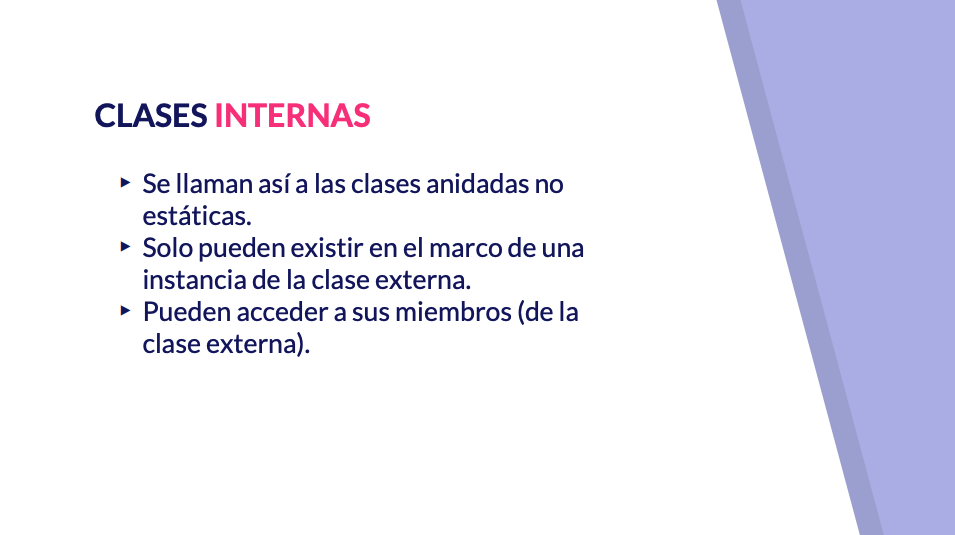 CLASES INTERNAS
▸ Se llaman así a las clases anidadas no
estáticas.
▸ Solo pueden existir en el marco de una
instancia de la clase externa.
▸ Pueden acceder a sus miembros (de la
clase externa).